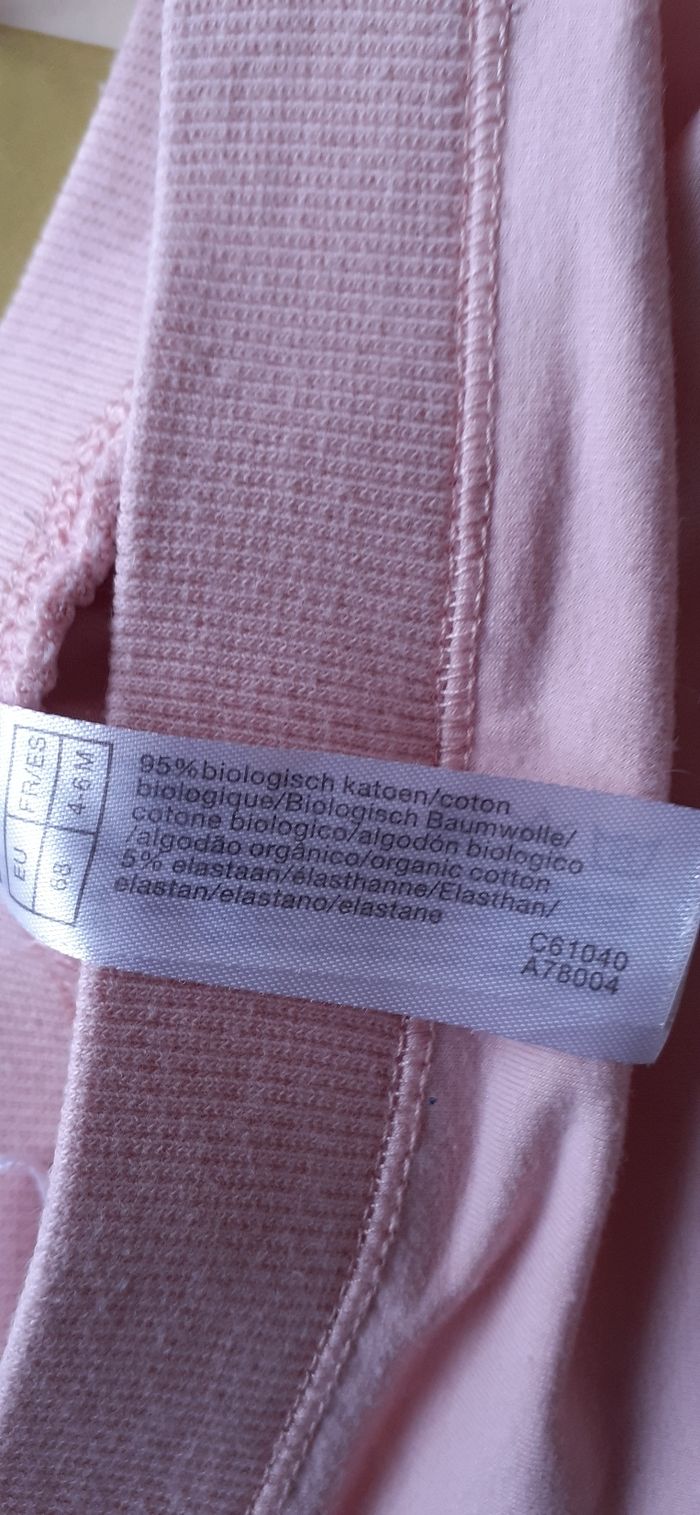 95% biologisch katoen/coton
biologique/Biologisch Baumwolle/
cotone biologico/algodón biologico
/algodão orgânico/organic cotton
5% elastaan/élasthanne/Elasthan/
elastan/elastano/elastane
C61040
A78004
EU
68
FR/ES
4-6M